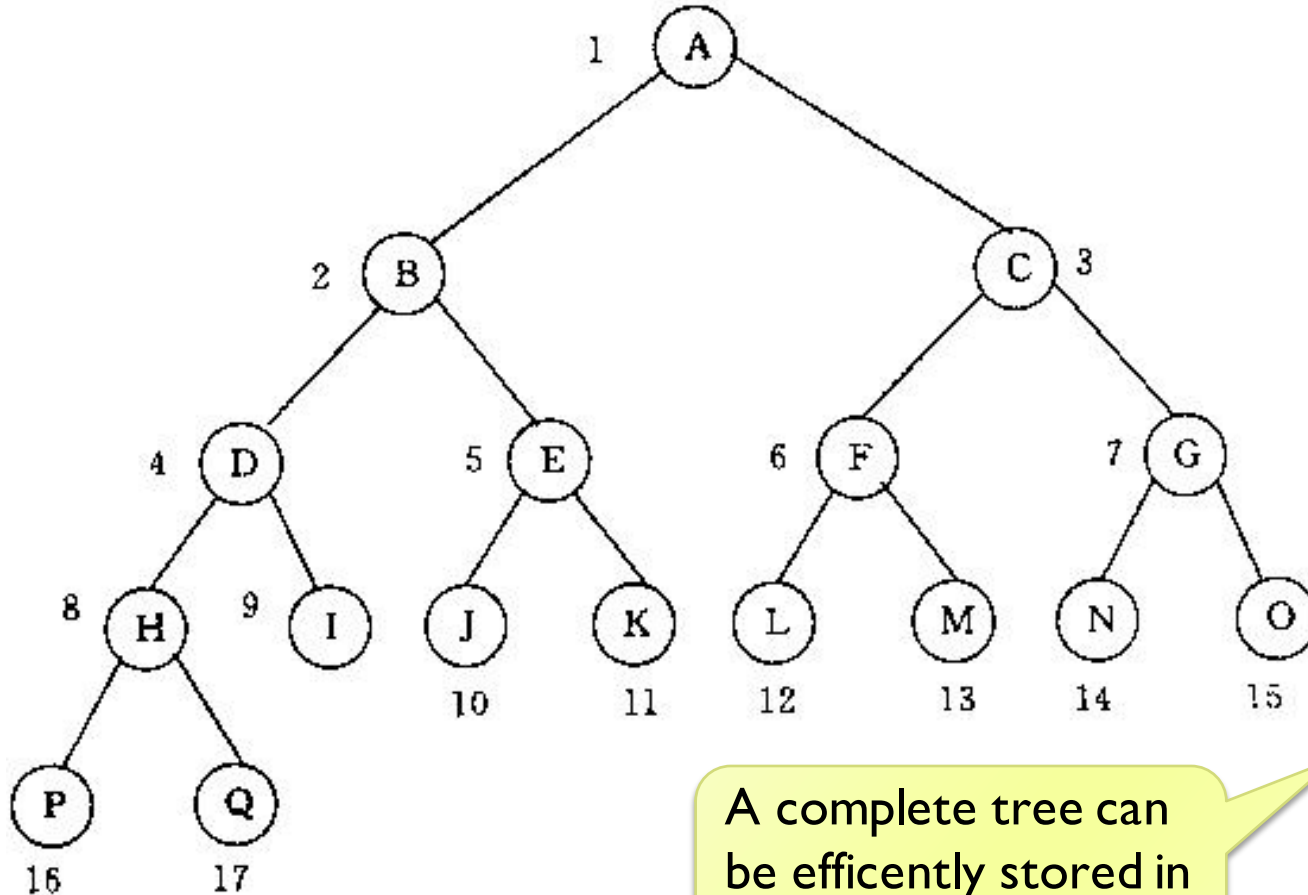 1 A
2 B C 3
4 D 5 E 6 F 7 G
8 H 9 I J K L M N O
10 11 12 13 14 15
P Q
16 17
A complete tree can
be efficently stored in